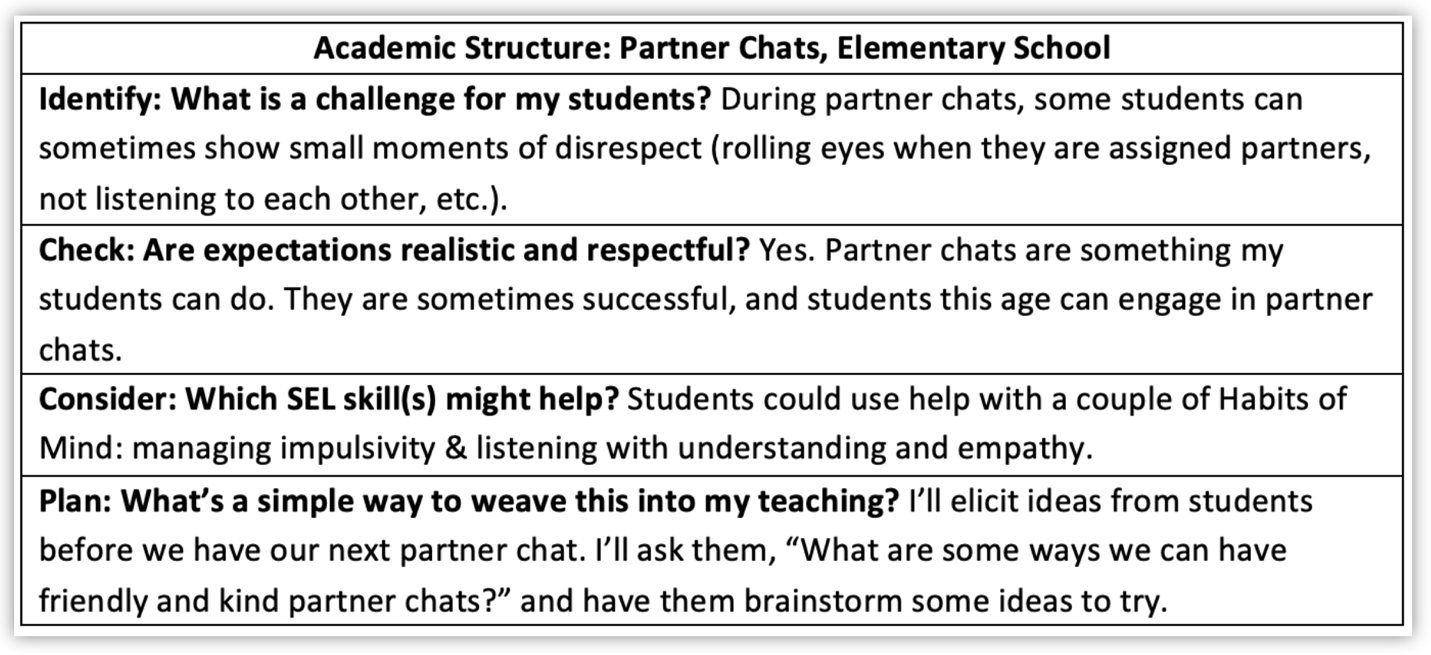 Academic Structure: Partner Chats, Elementary School
Identify: What is a challenge for my students? During partner chats, some students can
sometimes show small moments of disrespect (rolling eyes when they are assigned partners,
not listening to each other, etc.).
Check: Are expectations realistic and respectful? Yes. Partner chats are something my
students can do. They are sometimes successful, and students this age can engage in partner
chats.
Consider: Which SEL skill(s) might help? Students could use help with a couple of Habits of
Mind: managing impulsivity & listening with understanding and empathy.
Plan: What’s a simple way to weave this into my teaching? I’ll elicit ideas from students
before we have our next partner chat. I’ll ask them, “What are some ways we can have
friendly and kind partner chats?” and have them brainstorm some ideas to try.